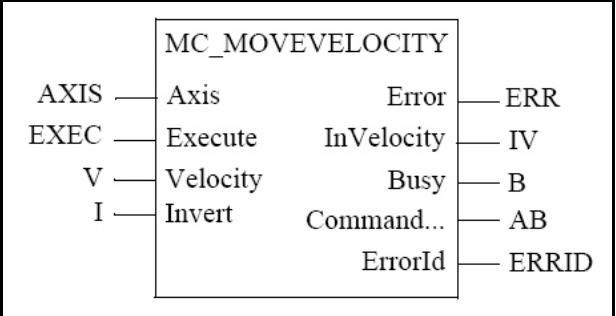 MC_MOVEVELOCITY
AXIS Axis Error ERR
EXEC Execute InVelocity IV
V Velocity Busy B
I Invert Command... AB
ErrorId ERRID